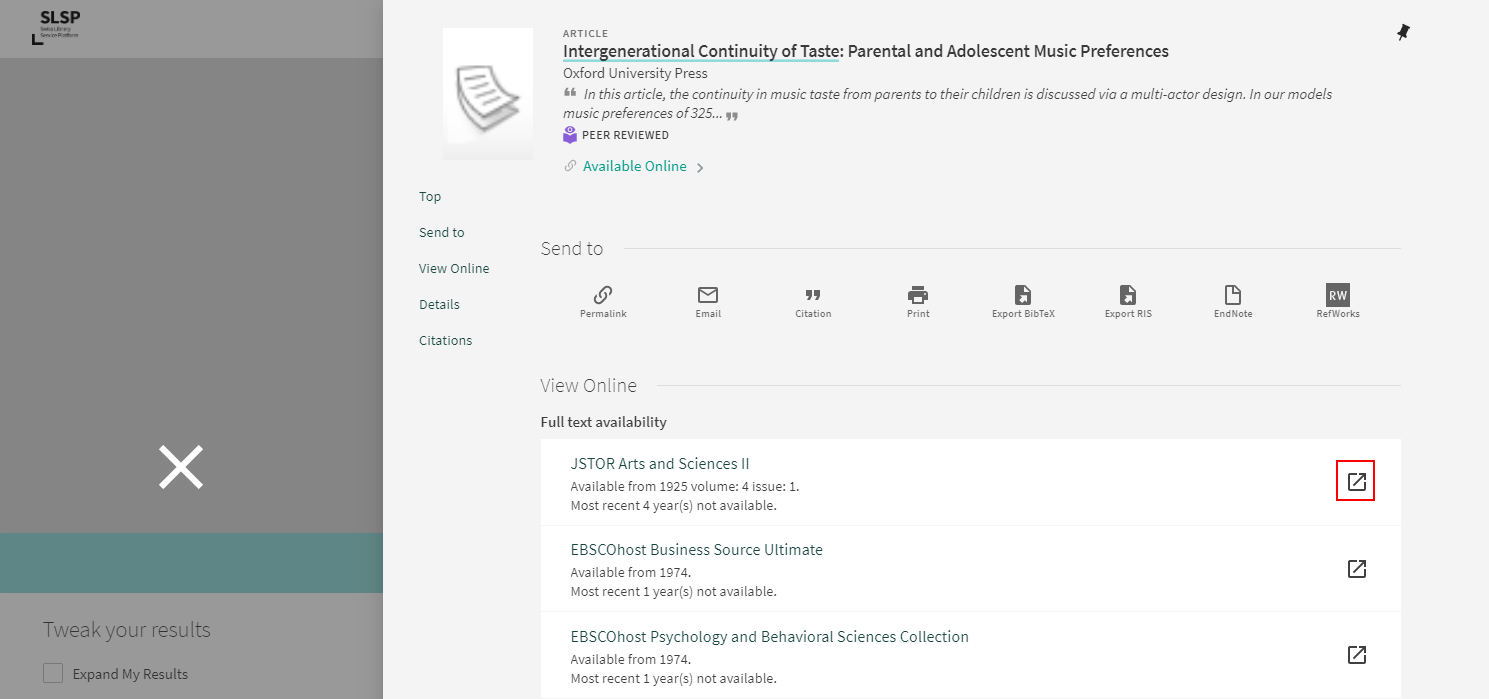 SLSP
Swiss Library
Service Platform
ARTICLE
Intergenerational Continuity of Taste: Parental and Adolescent Music Preferences
Oxford University Press
❝ In this article, the continuity in music taste from parents to their children is discussed via a multi-actor design. In our models
music preferences of 325... ❞
PEER REVIEWED
Available Online
Top
Send to
View Online
Details
Citations
Send to
Permalink
Email
Citation
Print
Export BibTeX
Export RIS
EndNote
RW
RefWorks
View Online
Full text availability
JSTOR Arts and Sciences II
Available from 1925 volume: 4 issue: 1.
Most recent 4 year(s) not available.
EBSCOhost Business Source Ultimate
Available from 1974.
Most recent 1 year(s) not available.
EBSCOhost Psychology and Behavioral Sciences Collection
Available from 1974.
Most recent 1 year(s) not available.
Tweak your results
Expand My Results